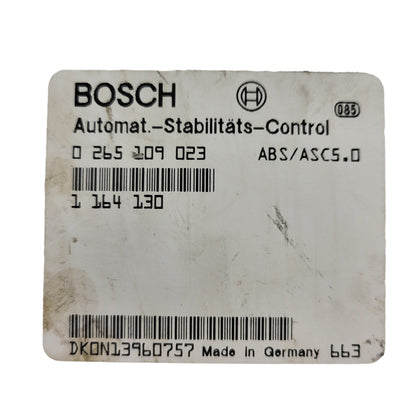 BOSCH
085
Automat.-Stabilitäts-Control
0 265 109 023 ABS/ASC5.0
1 164 130
DK0N13960757 Made in Germany 663